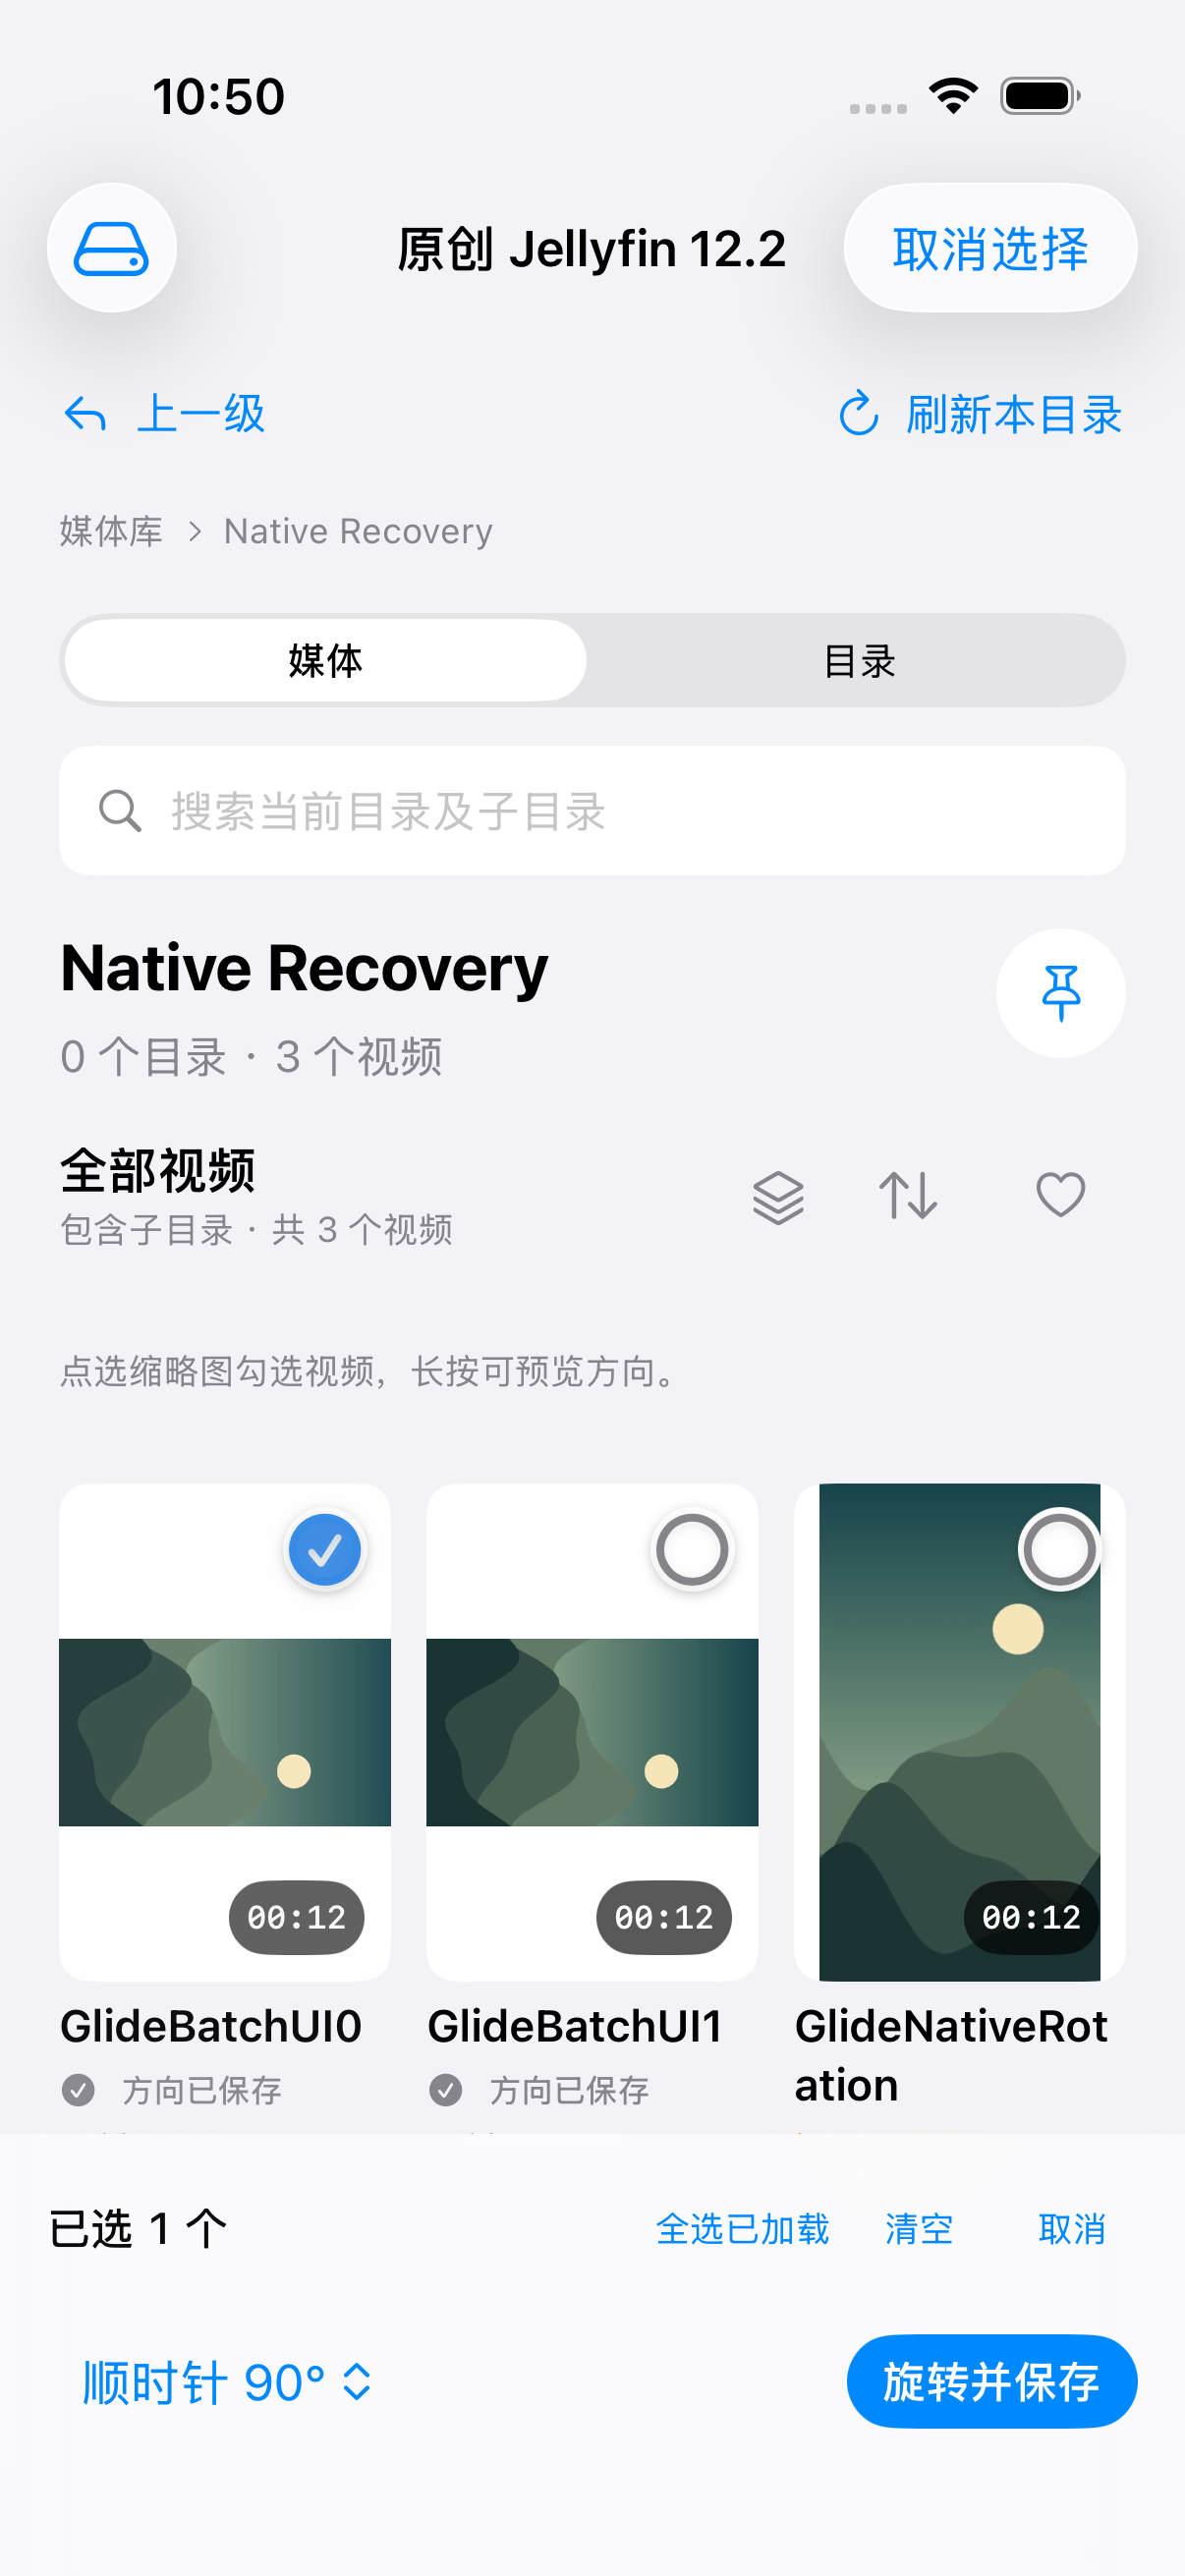 10:50
原创 Jellyfin 12.2
取消选择
上一级
刷新本目录
媒体库 > Native Recovery
媒体
目录
搜索当前目录及子目录
Native Recovery
0 个目录 · 3 个视频
全部视频
包含子目录 · 共 3 个视频
点选缩略图勾选视频，长按可预览方向。
00:12
00:12
00:12
GlideBatchUI0
GlideBatchUI1
GlideNativeRot
ation
方向已保存
方向已保存
已选 1 个
全选已加载
清空
取消
顺时针 90°
旋转并保存